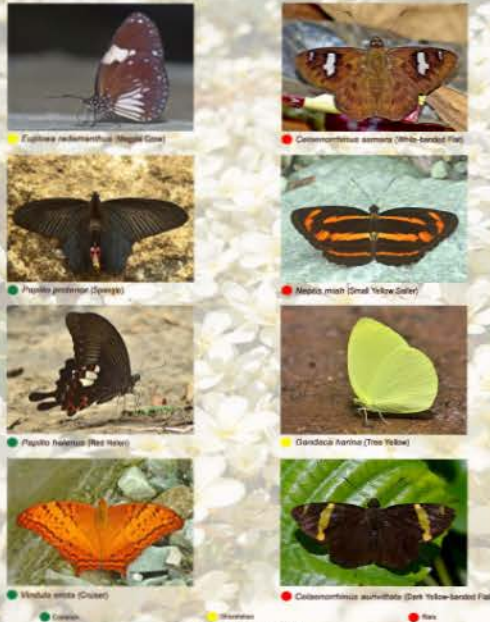 Euploea radamanthus (Magpie Crow)
Celaenorrhinus asmara (White-banded Flat)
Papilio protenor (Spangle)
Neptis miah (Small Yellow Sailer)
Papilio helenus (Red Helen)
Gandaca harina (Tree Yellow)
Vindula erota (Cruiser)
Celaenorrhinus aurivittata (Dark Yellow-banded Flat)
Common
Rare